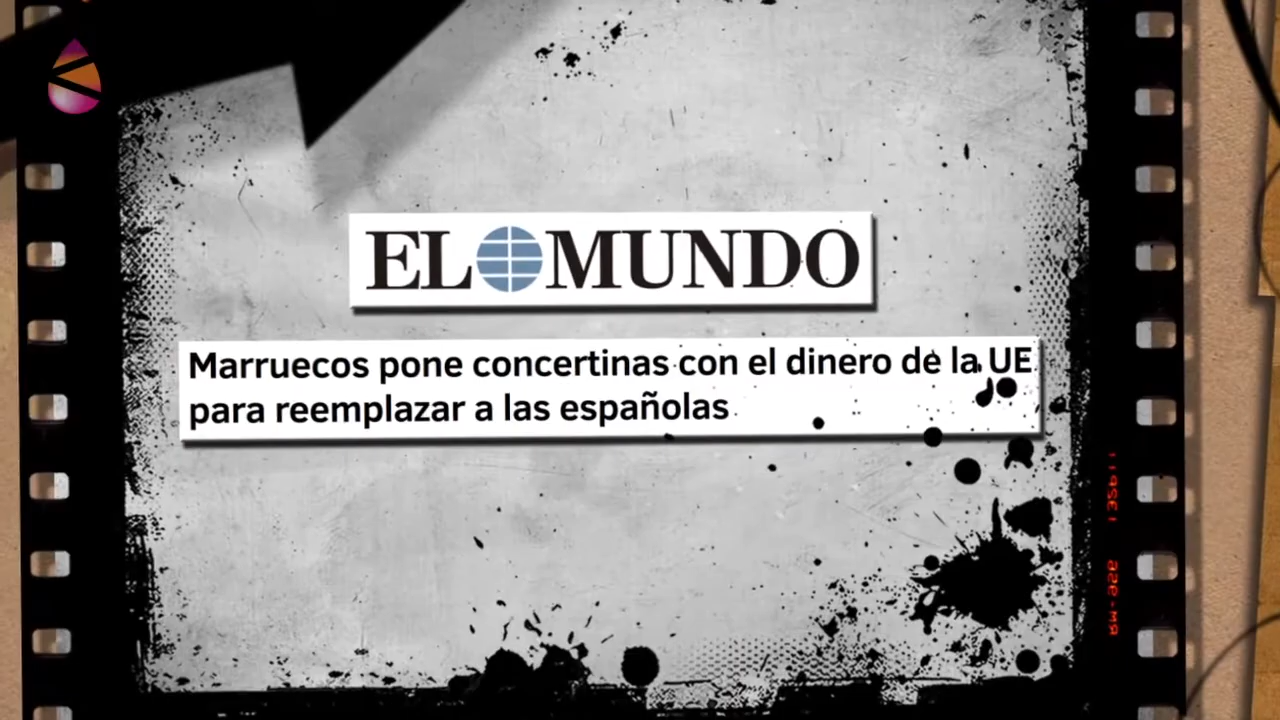 EL MUNDO
Marruecos pone concertinas con el dinero de la UE
para reemplazar a las españolas